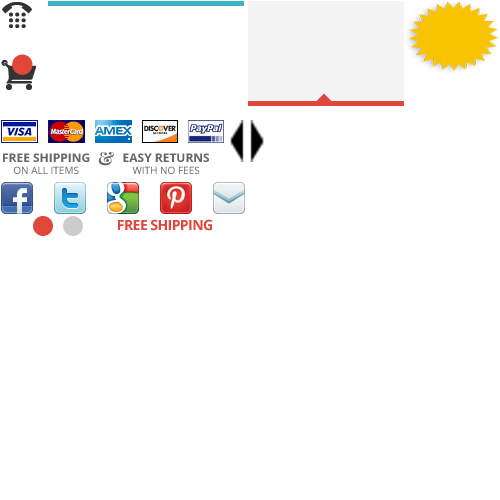 VISA MasterCard AMEX DISCOVER PayPal
FREE SHIPPING & EASY RETURNS
ON ALL ITEMS WITH NO FEES
f t g P
FREE SHIPPING